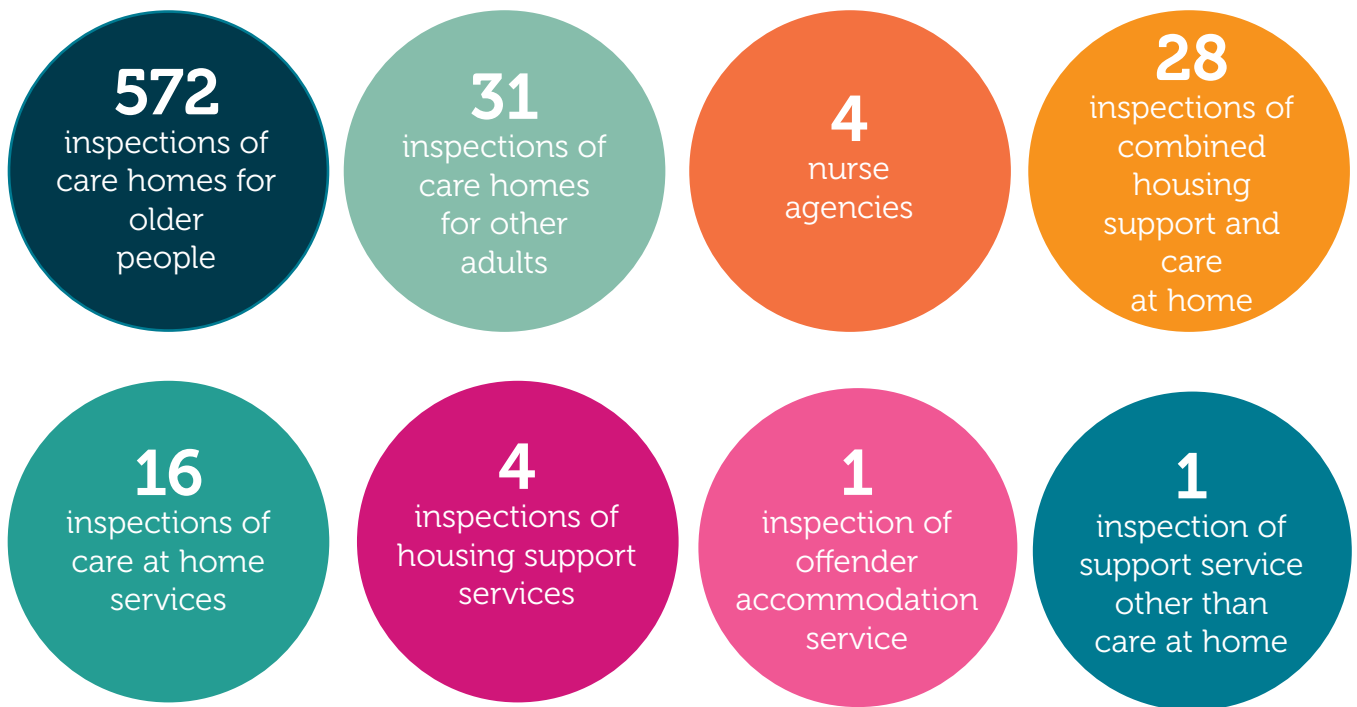 572
inspections of
care homes for
older
people
31
inspections of
care homes
for other
adults
4
nurse
agencies
28
inspections of
combined
housing
support and
care
at home
16
inspections of
care at home
services
4
inspections of
housing support
services
1
inspection of
offender
accommodation
service
1
inspection of
support service
other than
care at home